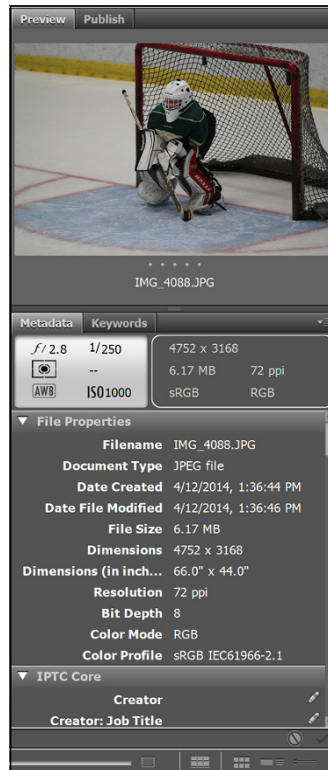 Preview Publish
IMG_4088.JPG
Metadata Keywords
f/ 2.8 1/250 4752 x 3168
-- 6.17 MB 72 ppi
AWB ISO 1000 sRGB RGB
File Properties
Filename IMG_4088.JPG
Document Type JPEG file
Date Created 4/12/2014, 1:36:44 PM
Date File Modified 4/12/2014, 1:36:46 PM
File Size 6.17 MB
Dimensions 4752 x 3168
Dimensions (in inch... 66.0" x 44.0"
Resolution 72 ppi
Bit Depth 8
Color Mode RGB
Color Profile sRGB IEC61966-2.1
IPTC Core
Creator
Creator: Job Title